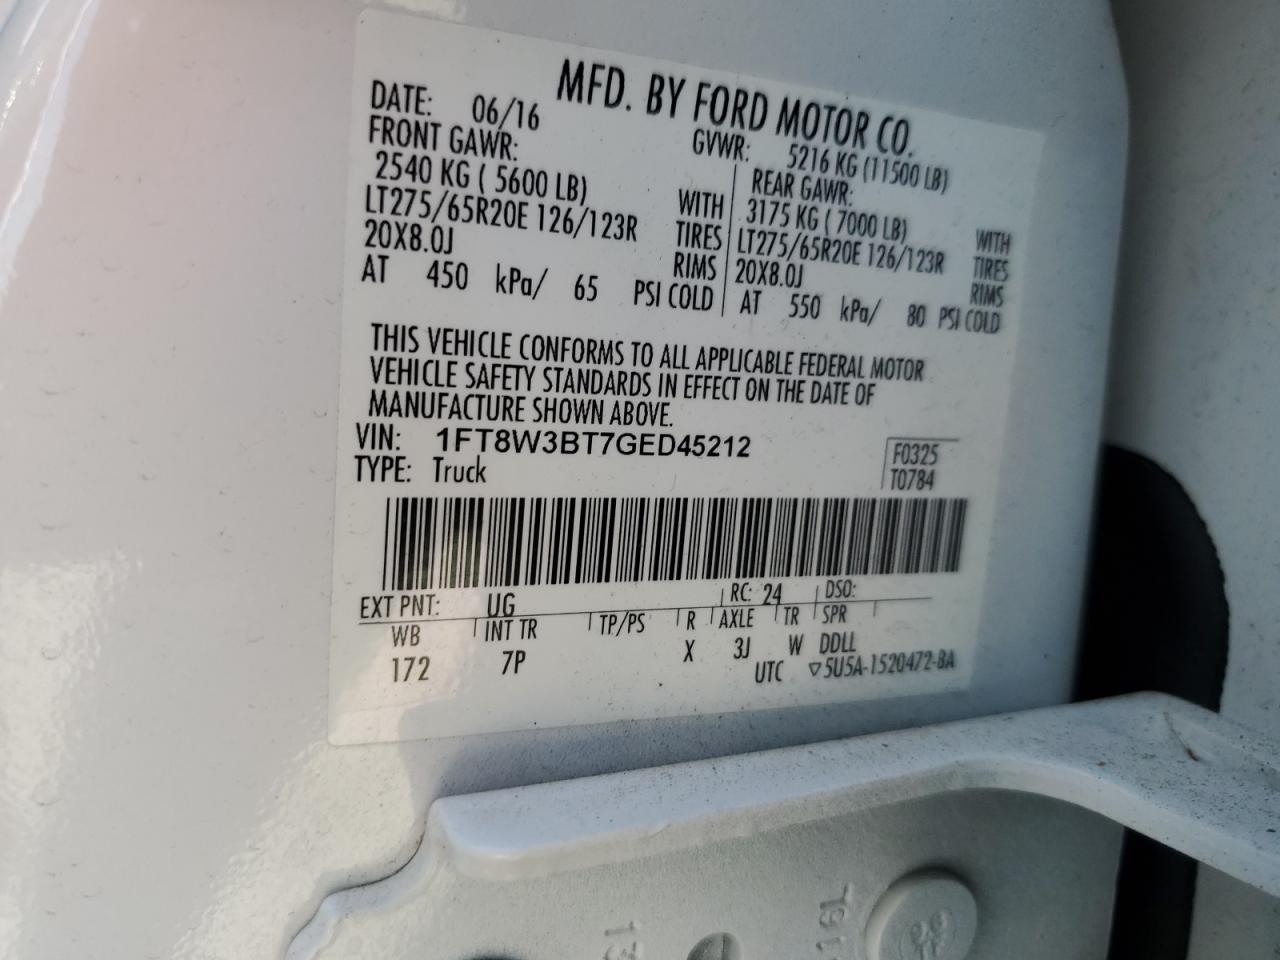 MFD. BY FORD MOTOR CO.
DATE: 06/16 GVWR: 5216 KG (11500 LB)
FRONT GAWR: REAR GAWR:
2540 KG ( 5600 LB) WITH 3175 KG ( 7000 LB) WITH
LT275/65R20E 126/123R TIRES LT275/65R20E 126/123R TIRES
20X8.0J RIMS 20X8.0J RIMS
AT 450 kPa/ 65 PSI COLD AT 550 kPa/ 80 PSI COLD
THIS VEHICLE CONFORMS TO ALL APPLICABLE FEDERAL MOTOR
VEHICLE SAFETY STANDARDS IN EFFECT ON THE DATE OF
MANUFACTURE SHOWN ABOVE.
VIN: 1FT8W3BT7GED45212 F0325
TYPE: Truck T0784
EXT PNT: UG RC: 24 DSO:
WB INT TR TP/PS R AXLE TR SPR
172 7P X 3J W DDLL
UTC ▽5U5A-1520472-BA